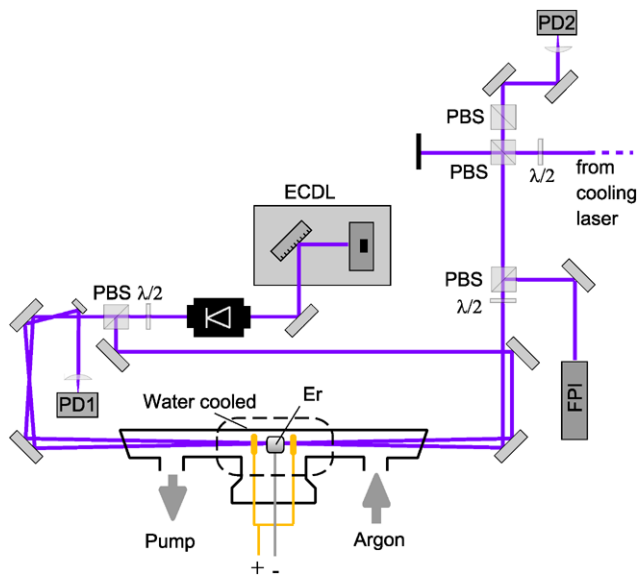 PD2
PBS
PBS
λ/2
from
cooling
laser
ECDL
PBS
λ/2
PBS λ/2
PD1
FPI
Water cooled
Er
Pump
Argon
+ -